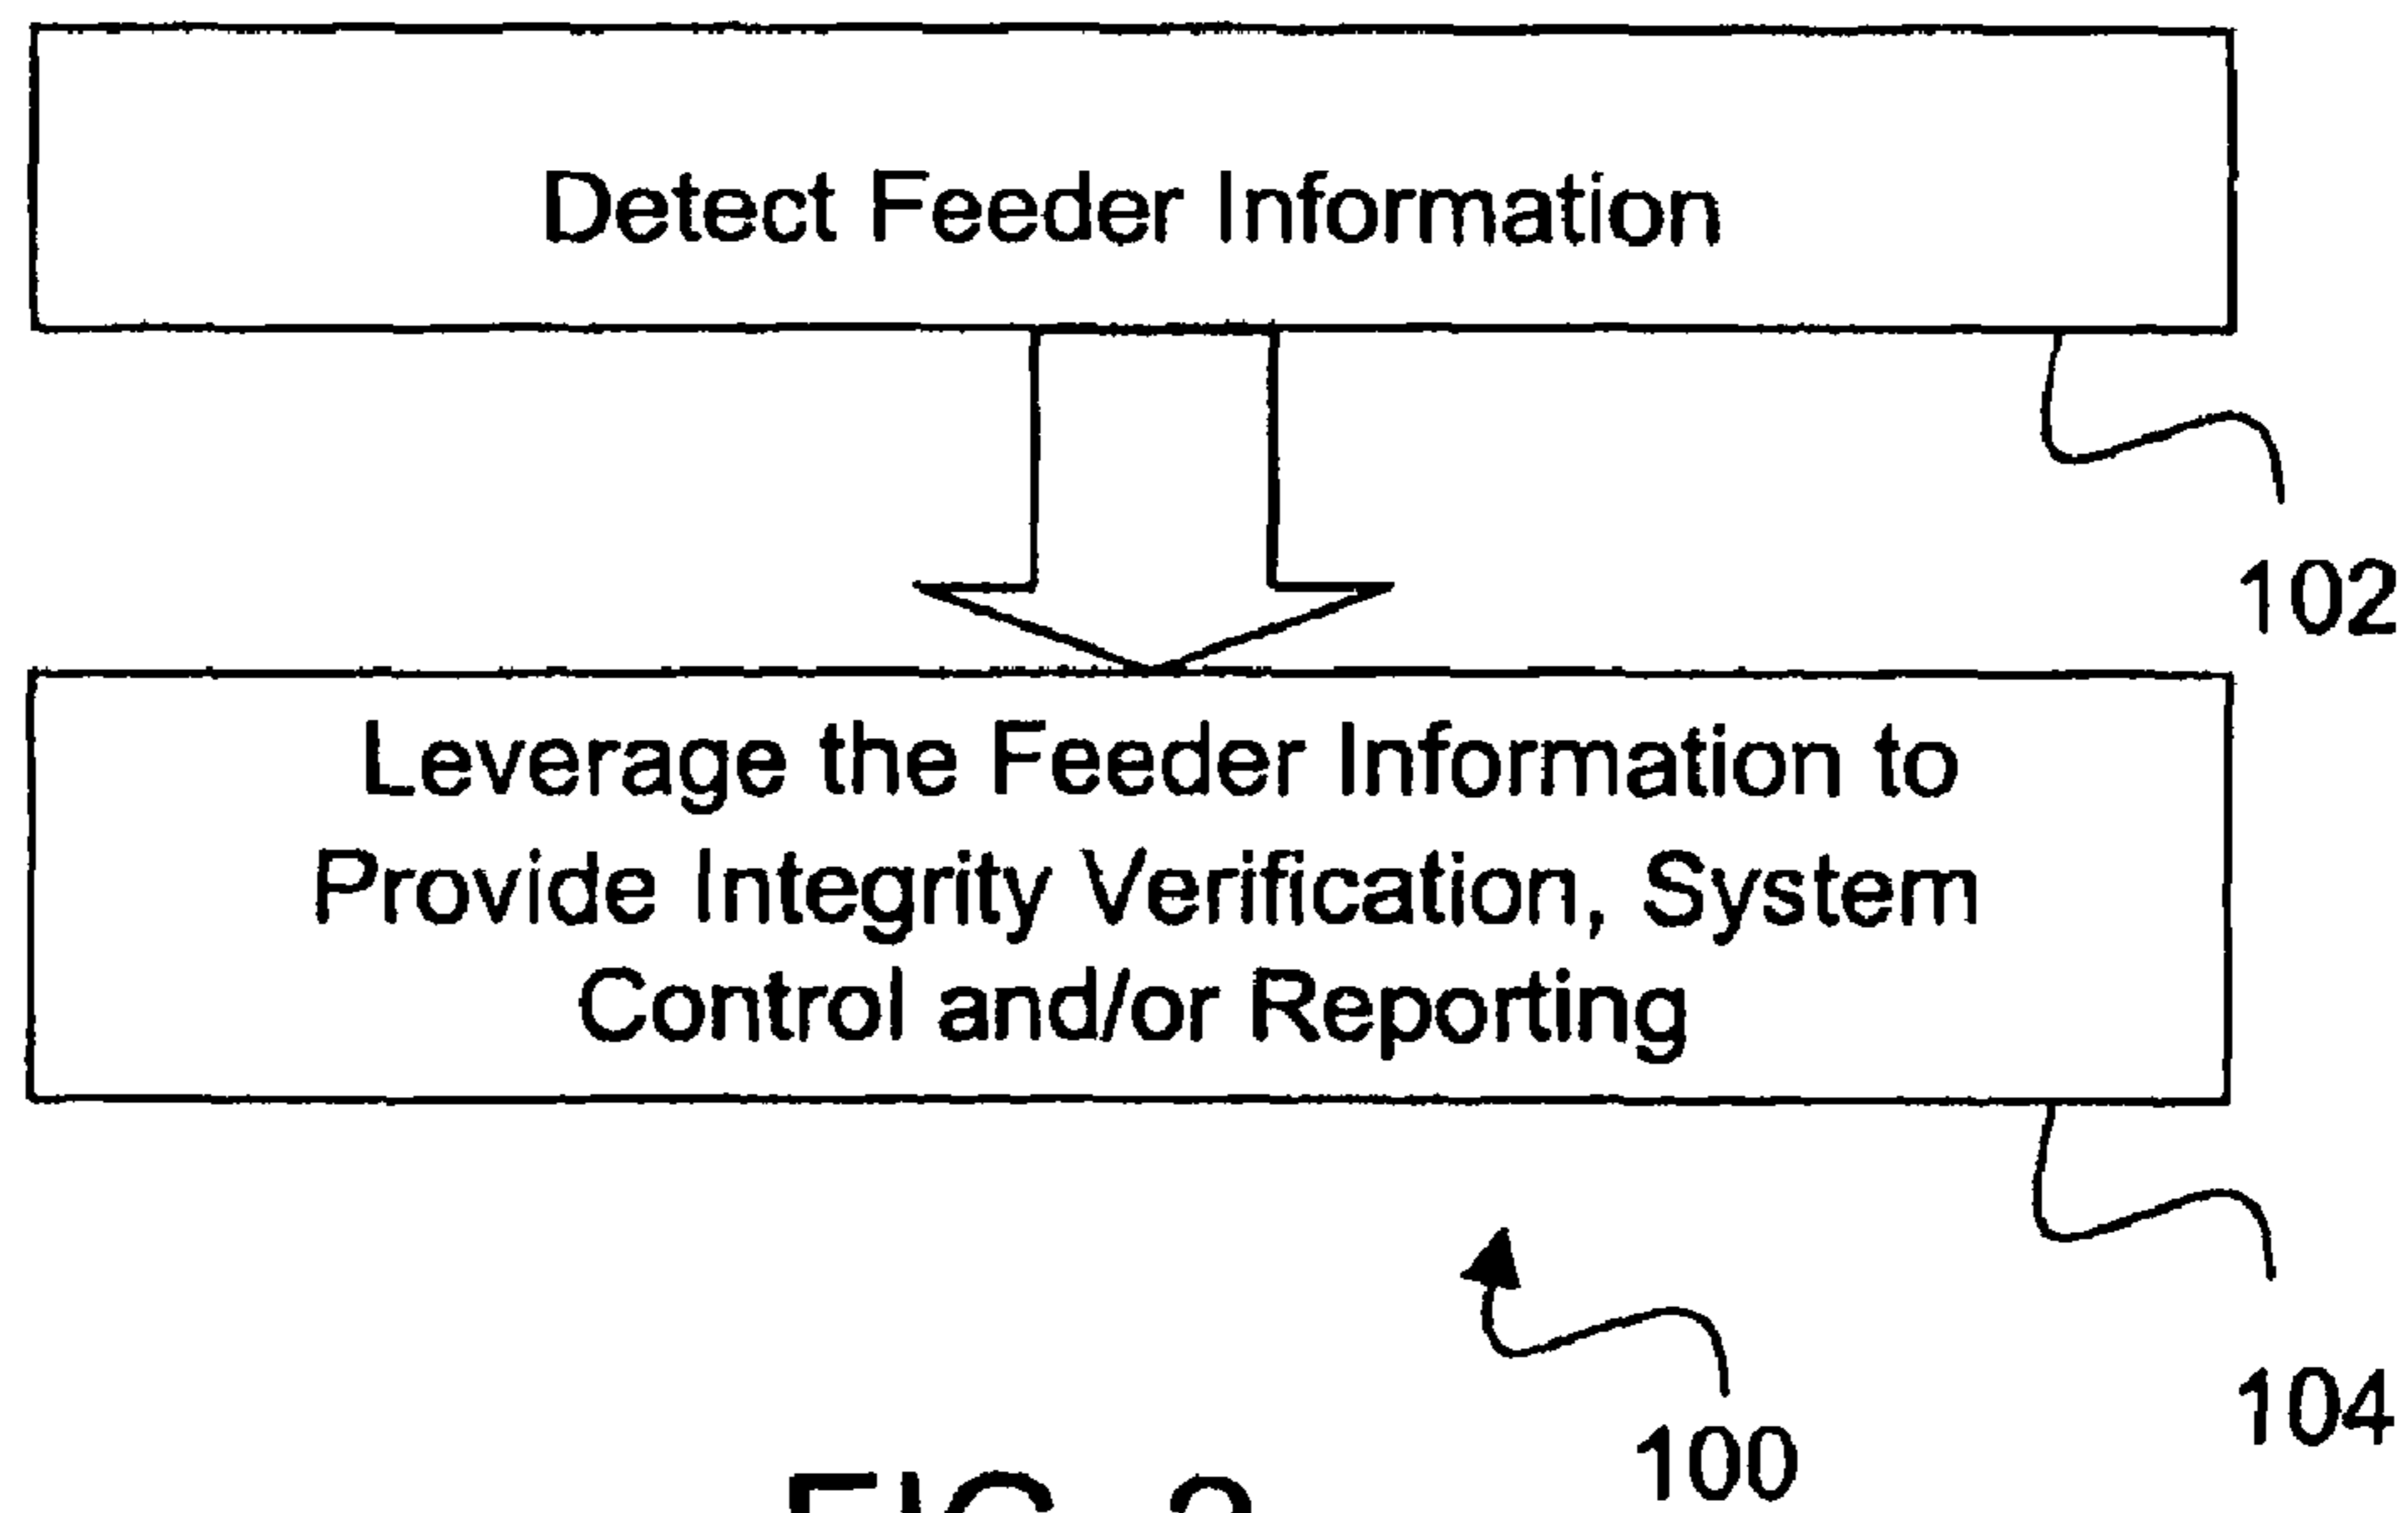 Detect Feeder Information
102
Leverage the Feeder Information to
Provide Integrity Verification, System
Control and/or Reporting
104
100
FIG.